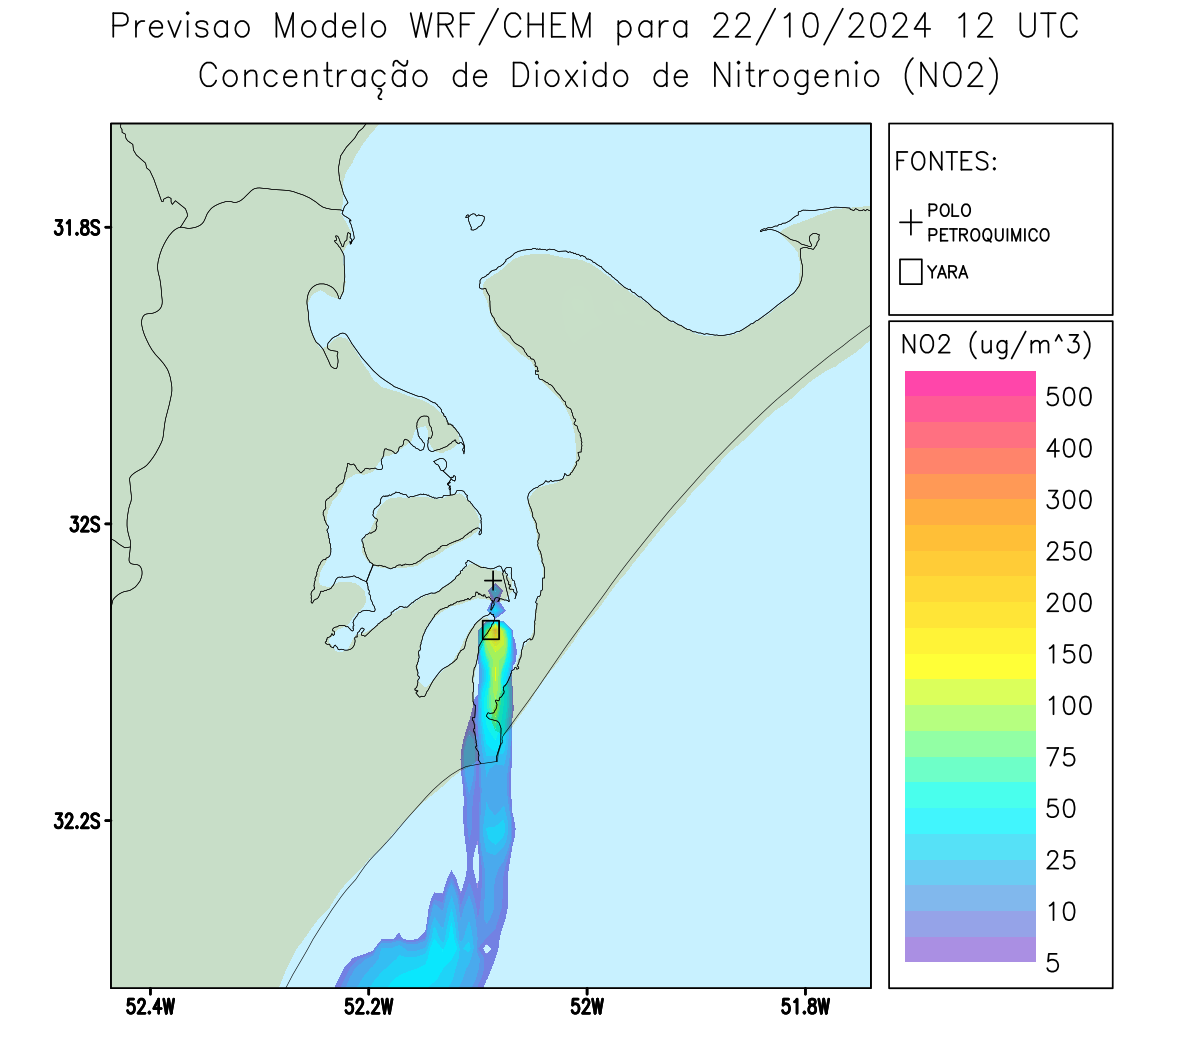 Previsao Modelo WRF/CHEM para 22/10/2024 12 UTC
Concentração de Dioxido de Nitrogenio (NO2)
FONTES:
POLO
PETROQUIMICO
YARA
NO2 (ug/m^3)
500
400
300
250
200
150
100
75
50
25
10
5
31.8S
32S
32.2S
52.4W
52.2W
52W
51.8W